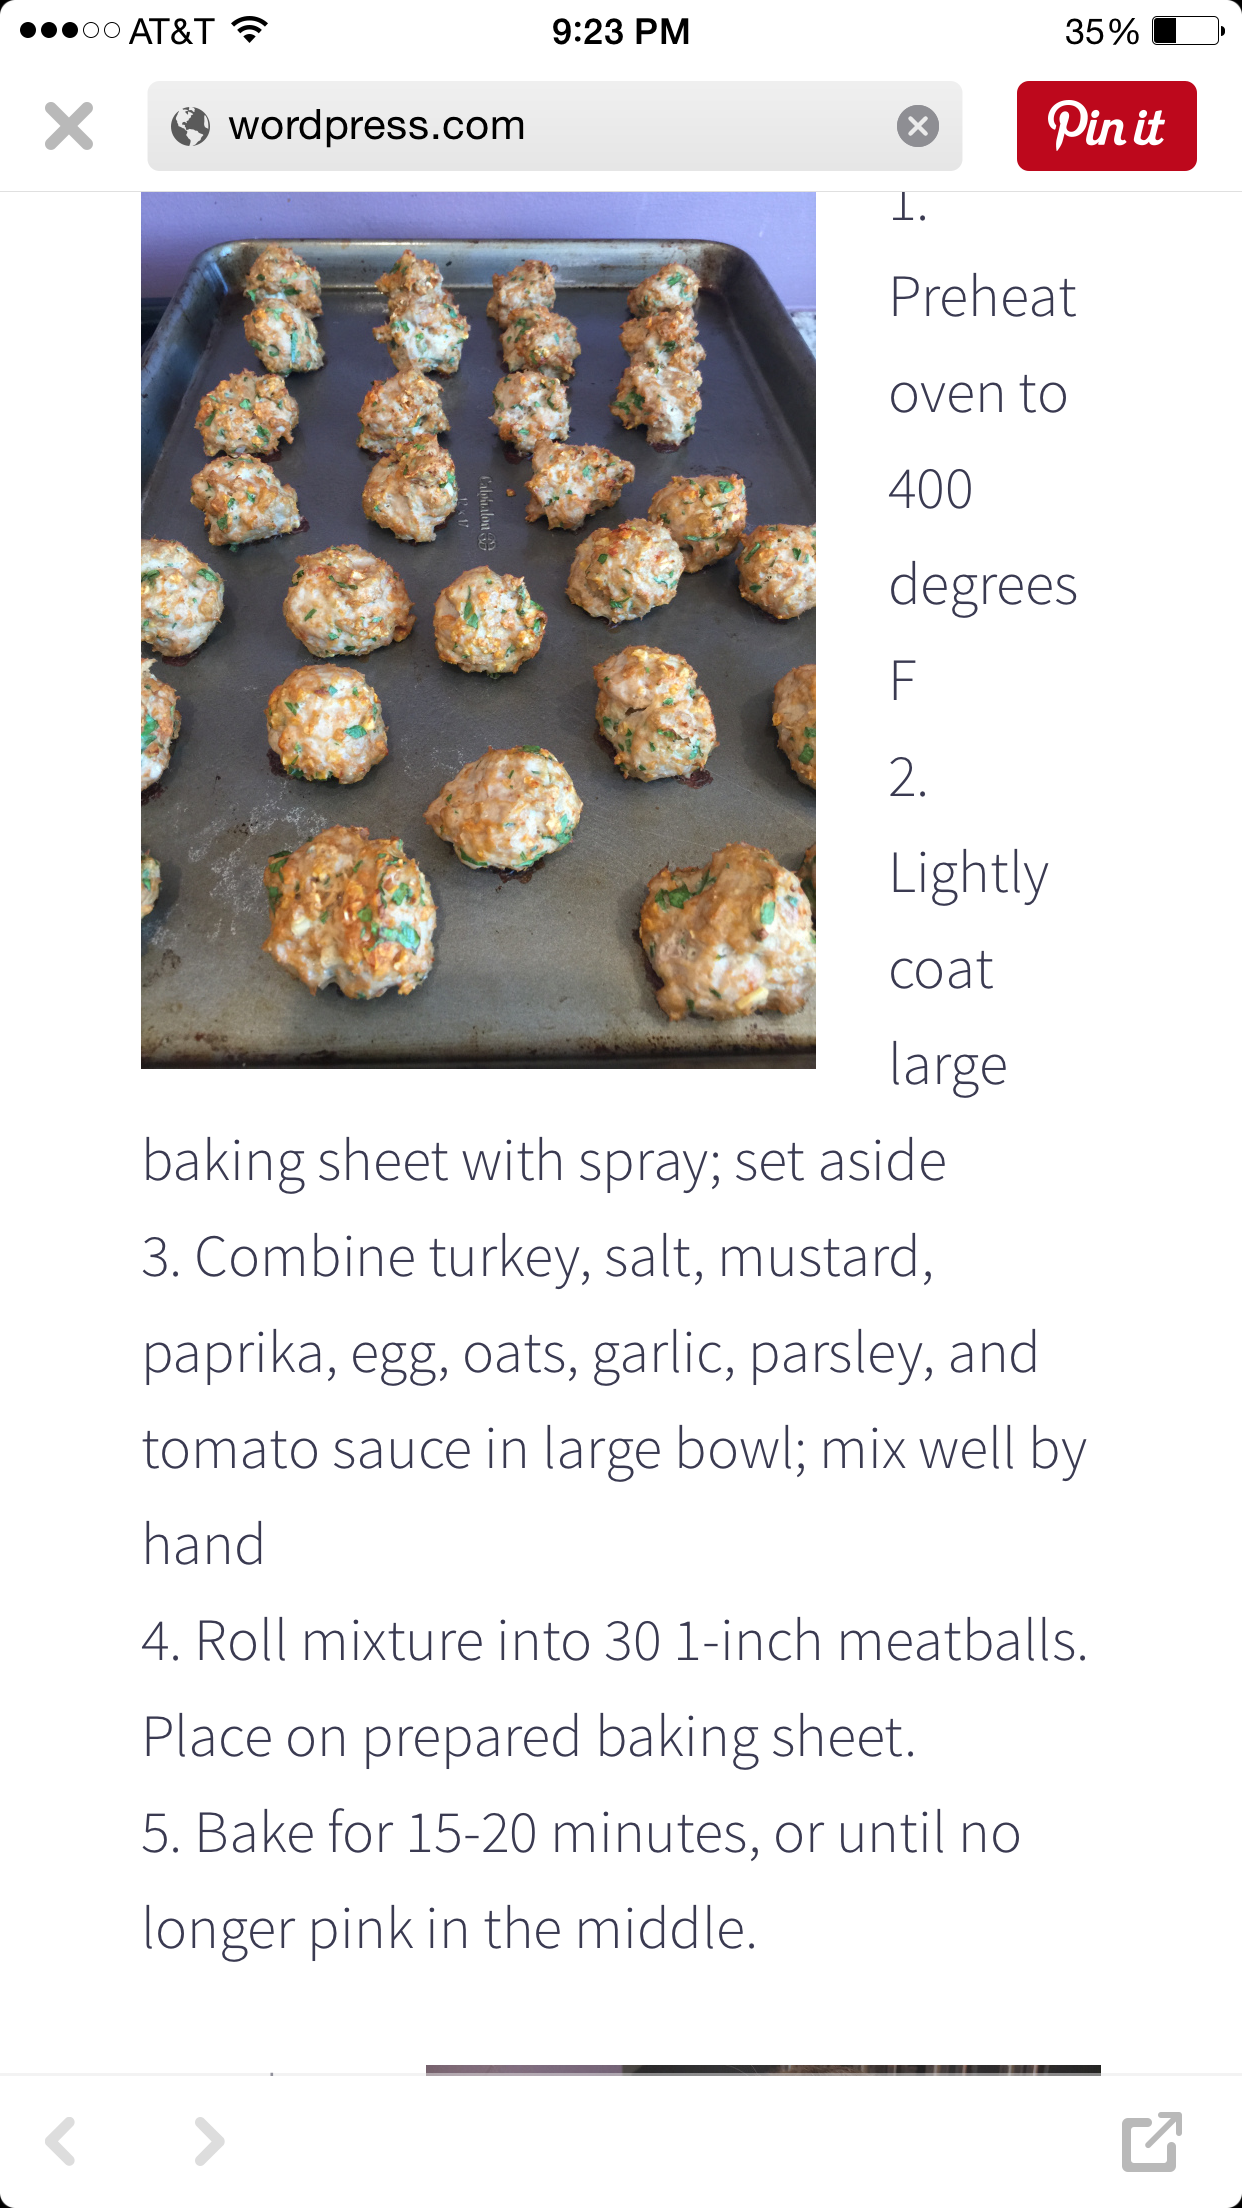 AT&T 9:23 PM 35%
wordpress.com Pin it
1.
Preheat
oven to
400
degrees
F
2.
Lightly
coat
large
Calphalon
baking sheet with spray; set aside
3. Combine turkey, salt, mustard,
paprika, egg, oats, garlic, parsley, and
tomato sauce in large bowl; mix well by
hand
4. Roll mixture into 30 1-inch meatballs.
Place on prepared baking sheet.
5. Bake for 15-20 minutes, or until no
longer pink in the middle.